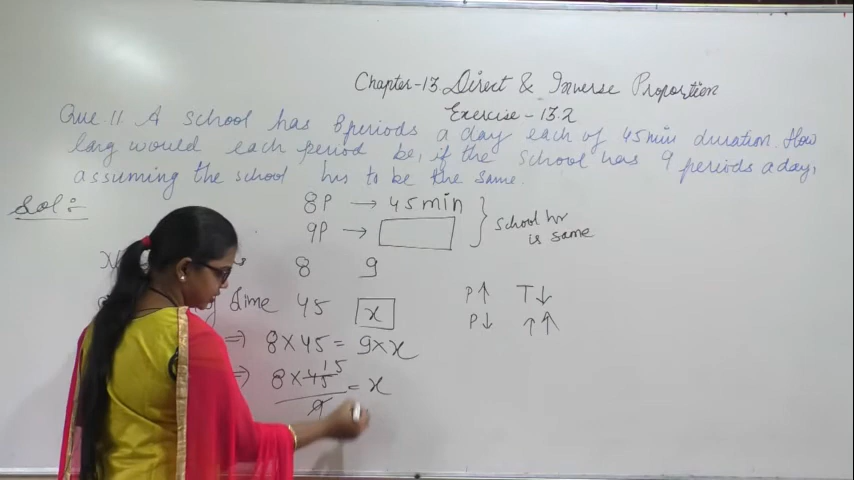 Chapter-13 Direct & Inverse Proportion
Exercise - 13.2
Que. 11. A school has 8 periods a day each of 45 min duration. How
long would each period be, if the school has 9 periods a day,
assuming the school hrs to be the same.
Sol :-
8P → 45 min
9P →
School hr
is same
8 9
time 45 x
P↑ T↓
P↓ ↑↑
⇒ 8×45 = 9×x
⇒ 8×45 15 = x
9